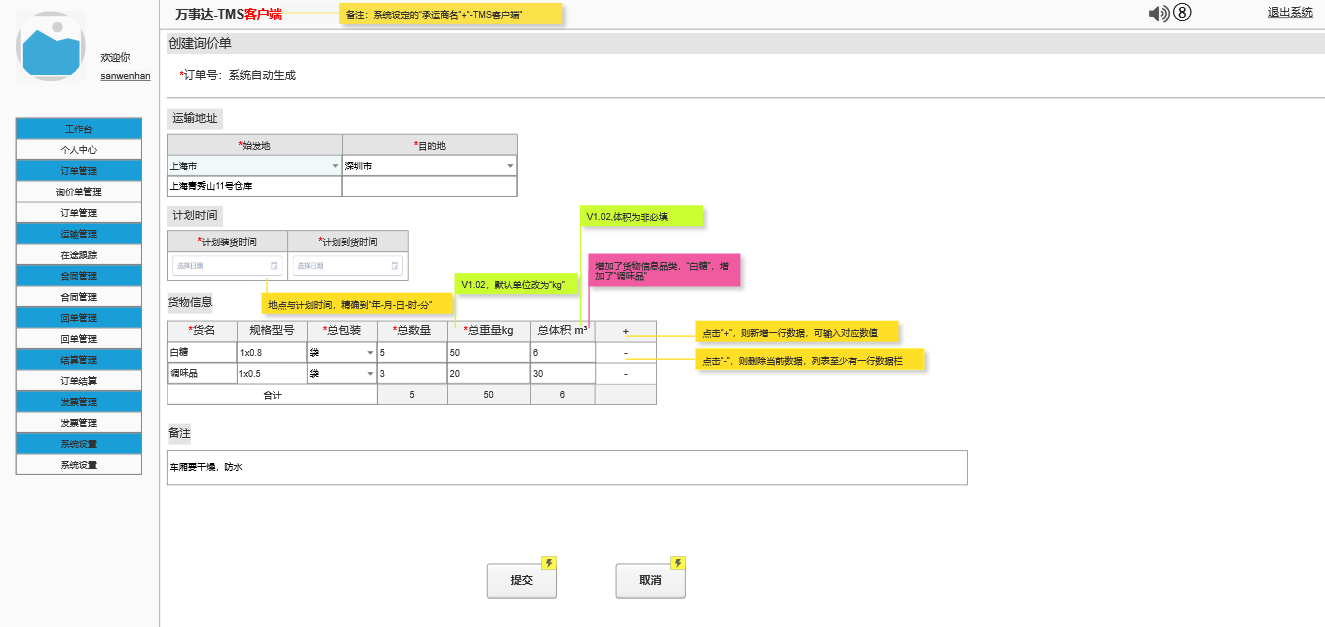 万事达-TMS客户端
备注：系统设定的"承运商名"+"-TMS客户端"
⑧
退出系统
欢迎你
sanwenhan
工作台
个人中心
订单管理
询价单管理
订单管理
运输管理
在途跟踪
合同管理
合同管理
回单管理
回单管理
结算管理
订单结算
发票管理
发票管理
系统设置
系统设置
创建询价单
*订单号：系统自动生成
运输地址
*始发地 *目的地
上海市 深圳市
上海青秀山11号仓库
计划时间
*计划装货时间 *计划到货时间
选择日期 选择日期
V1.02,体积为非必填
增加了货物信息品类，"白糖"、增
加了"调味品"
V1.02，默认单位改为"kg"
地点与计划时间，精确到"年-月-日-时-分"
货物信息
*货名 规格型号 *总包装 *总数量 *总重量kg 总体积 m³ +
白糖 1x0.8 袋 5 50 6 -
调味品 1x0.5 袋 3 20 30 -
合计 5 50 6
点击"+"，则新增一行数据，可输入对应数值
点击"-"，则删除当前数据，列表至少有一行数据栏
备注
车厢要干燥，防水
提交
取消